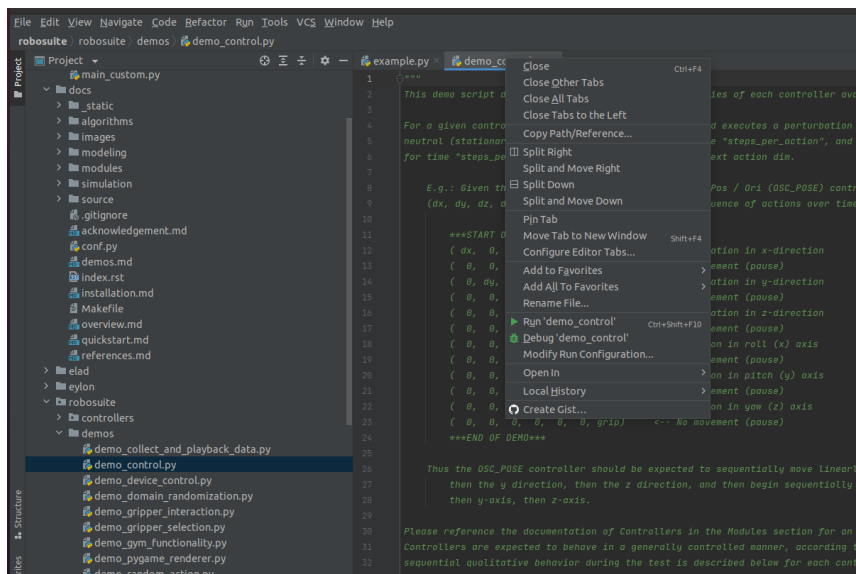 File Edit View Navigate Code Refactor Run Tools VCS Window Help
robosuite robosuite demos demo_control.py
Project
Project
main_custom.py
docs
_static
algorithms
images
modeling
modules
simulation
source
.gitignore
acknowledgement.md
conf.py
demos.md
index.rst
installation.md
Makefile
overview.md
quickstart.md
references.md
elad
eylon
robosuite
controllers
demos
demo_collect_and_playback_data.py
demo_control.py
demo_device_control.py
demo_domain_randomization.py
demo_gripper_interaction.py
demo_gripper_selection.py
demo_gym_functionality.py
demo_pygame_renderer.py
demo_random_action.py
Structure
rites
example.py demo_co
1 """
2 This demo script d ies of each controller ava
3
4 For a given contro d executes a perturbation
5 neutral (stationar e "steps_per_action", and
6 for time "steps_pe ext action dim.
7
8 E.g.: Given th Pos / Ori (OSC_POSE) contr
9 (dx, dy, dz, d uence of actions over time
10
11 ***START O
12 ( dx, 0, ation in x-direction
13 ( 0, 0, ement (pause)
14 ( 0, dy, ation in y-direction
15 ( 0, 0, ement (pause)
16 ( 0, 0, ation in z-direction
17 ( 0, 0, ement (pause)
18 ( 0, 0, on in roll (x) axis
19 ( 0, 0, ement (pause)
20 ( 0, 0, on in pitch (y) axis
21 ( 0, 0, ement (pause)
22 ( 0, 0, on in yaw (z) axis
23 ( 0, 0, 0, 0, 0, 0, grip) <-- No movement (pause)
24 ***END OF DEMO***
25
26 Thus the OSC_POSE controller should be expected to sequentially move linearl
27 then the y direction, then the z direction, and then begin sequentially
28 then y-axis, then z-axis.
29
30 Please reference the documentation of Controllers in the Modules section for an
31 Controllers are expected to behave in a generally controlled manner, according t
32 sequential qualitative behavior during the test is described below for each cont
Close Ctrl+F4
Close Other Tabs
Close All Tabs
Close Tabs to the Left
Copy Path/Reference...
Split Right
Split and Move Right
Split Down
Split and Move Down
Pin Tab
Move Tab to New Window Shift+F4
Configure Editor Tabs...
Add to Favorites
Add All To Favorites
Rename File...
Run 'demo_control' Ctrl+Shift+F10
Debug 'demo_control'
Modify Run Configuration...
Open In
Local History
Create Gist...